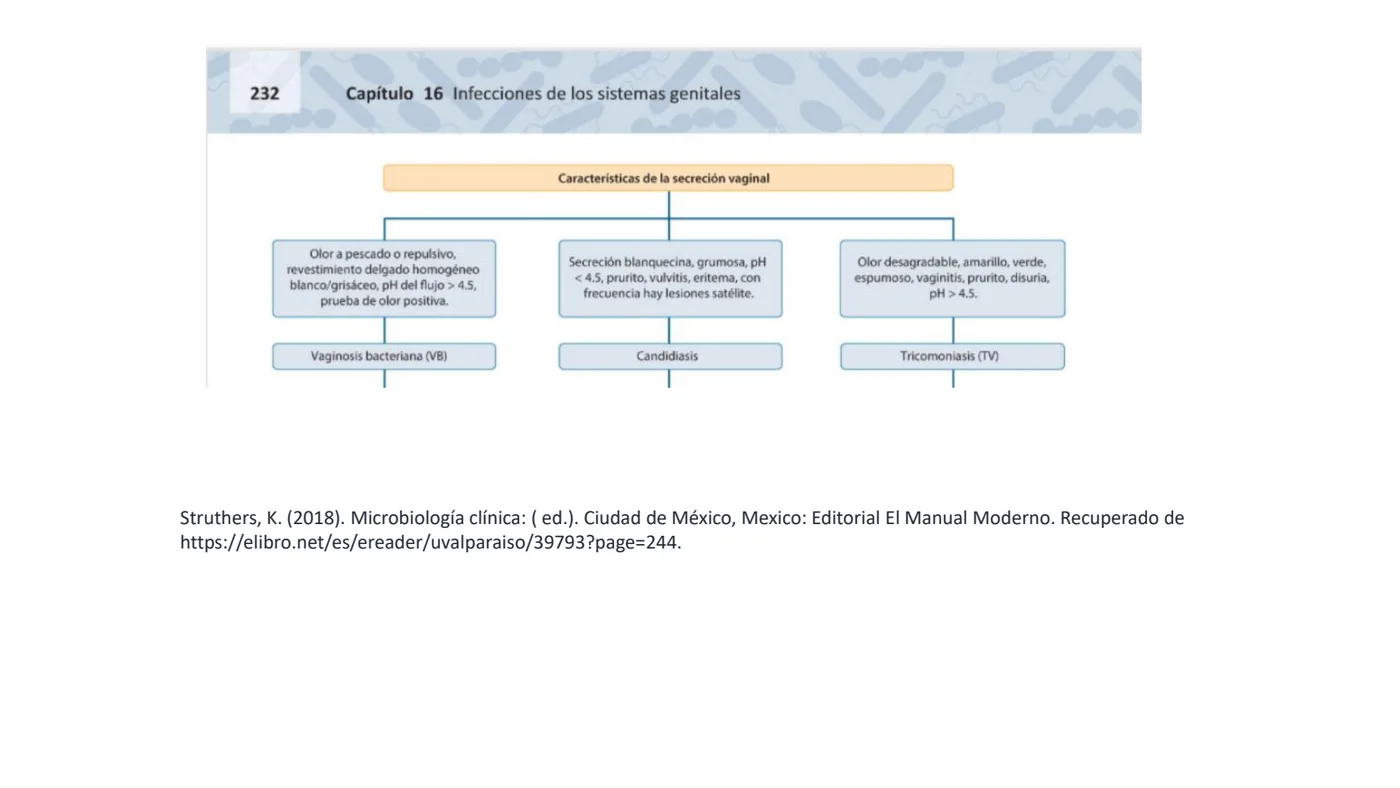 232
Capítulo 16 Infecciones de los sistemas genitales
Características de la secreción vaginal
Olor a pescado o repulsivo,
revestimiento delgado homogéneo
blanco/grisáceo, pH del flujo > 4.5,
prueba de olor positiva.
Secreción blanquecina, grumosa, pH
< 4.5, prurito, vulvitis, eritema, con
frecuencia hay lesiones satélite.
Olor desagradable, amarillo, verde,
espumoso, vaginitis, prurito, disuria,
pH > 4.5.
Vaginosis bacteriana (VB)
Candidiasis
Tricomoniasis (TV)
Struthers, K. (2018). Microbiología clínica: ( ed.). Ciudad de México, Mexico: Editorial El Manual Moderno. Recuperado de
https://elibro.net/es/ereader/uvalparaiso/39793?page=244.